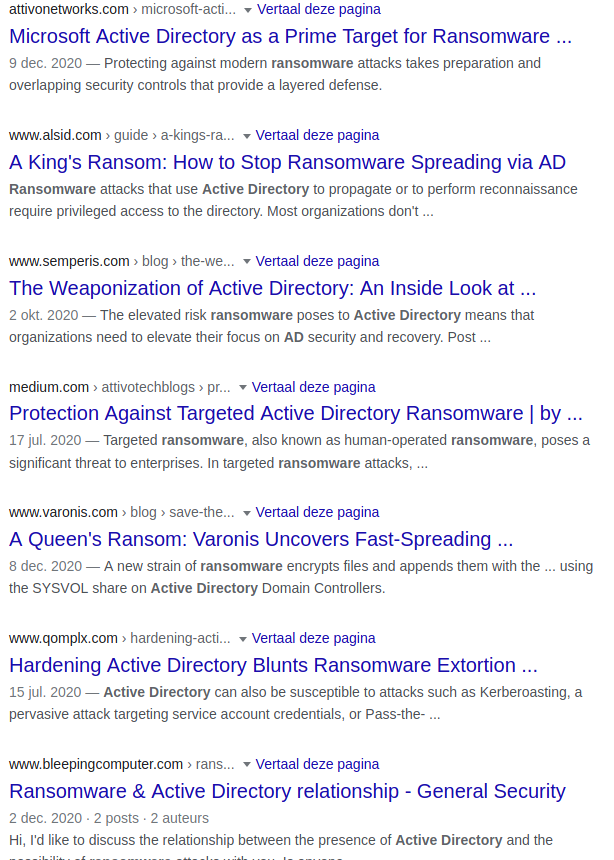 attivonetworks.com › microsoft-acti... Vertaal deze pagina
Microsoft Active Directory as a Prime Target for Ransomware ...
9 dec. 2020 — Protecting against modern ransomware attacks takes preparation and
overlapping security controls that provide a layered defense.
www.alsid.com › guide › a-kings-ra... Vertaal deze pagina
A King's Ransom: How to Stop Ransomware Spreading via AD
Ransomware attacks that use Active Directory to propagate or to perform reconnaissance
require privileged access to the directory. Most organizations don't ...
www.semperis.com › blog › the-we... Vertaal deze pagina
The Weaponization of Active Directory: An Inside Look at ...
2 okt. 2020 — The elevated risk ransomware poses to Active Directory means that
organizations need to elevate their focus on AD security and recovery. Post ...
medium.com › attivotechblogs › pr... Vertaal deze pagina
Protection Against Targeted Active Directory Ransomware | by ...
17 jul. 2020 — Targeted ransomware, also known as human-operated ransomware, poses a
significant threat to enterprises. In targeted ransomware attacks, ...
www.varonis.com › blog › save-the... Vertaal deze pagina
A Queen's Ransom: Varonis Uncovers Fast-Spreading ...
8 dec. 2020 — A new strain of ransomware encrypts files and appends them with the ... using
the SYSVOL share on Active Directory Domain Controllers.
www.qomplx.com › hardening-acti... Vertaal deze pagina
Hardening Active Directory Blunts Ransomware Extortion ...
15 jul. 2020 — Active Directory can also be susceptible to attacks such as Kerberoasting, a
pervasive attack targeting service account credentials, or Pass-the- ...
www.bleepingcomputer.com › rans... Vertaal deze pagina
Ransomware & Active Directory relationship - General Security
2 dec. 2020 · 2 posts · 2 auteurs
Hi, I'd like to discuss the relationship between the presence of Active Directory and the